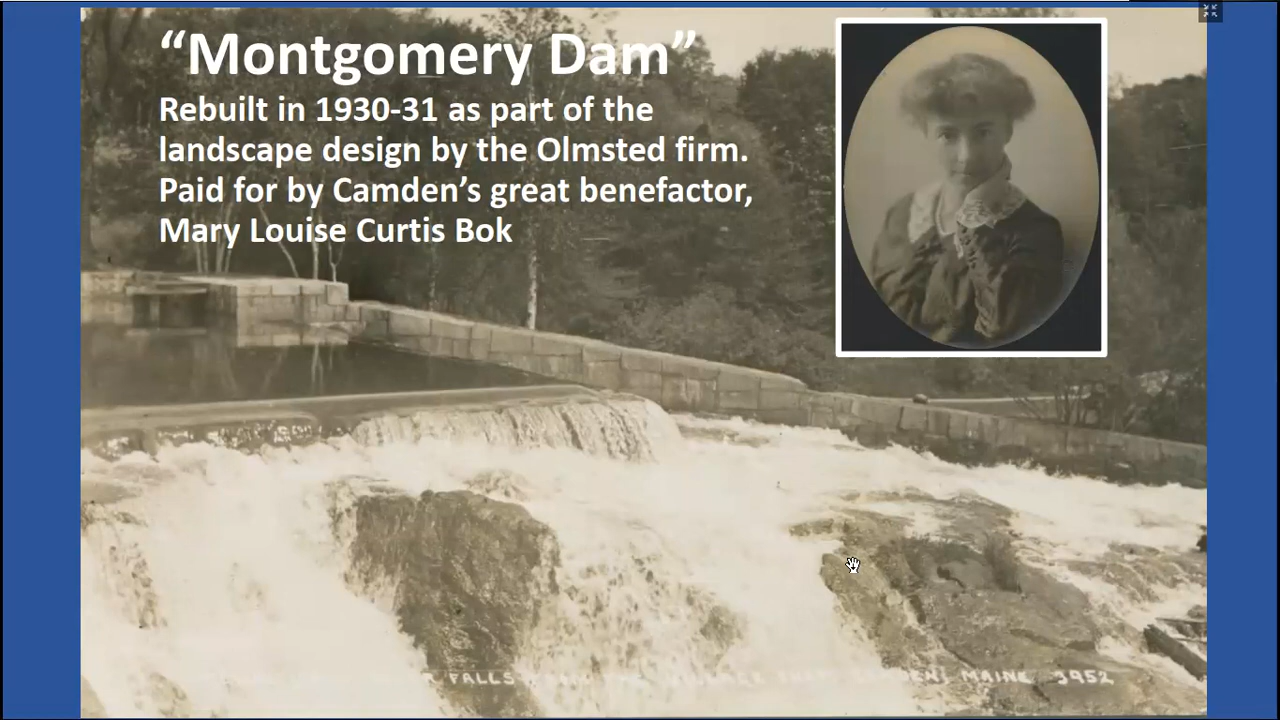 “Montgomery Dam”
Rebuilt in 1930-31 as part of the
landscape design by the Olmsted firm.
Paid for by Camden’s great benefactor,
Mary Louise Curtis Bok
FALLS VILLAGE CAMDEN, MAINE 3952